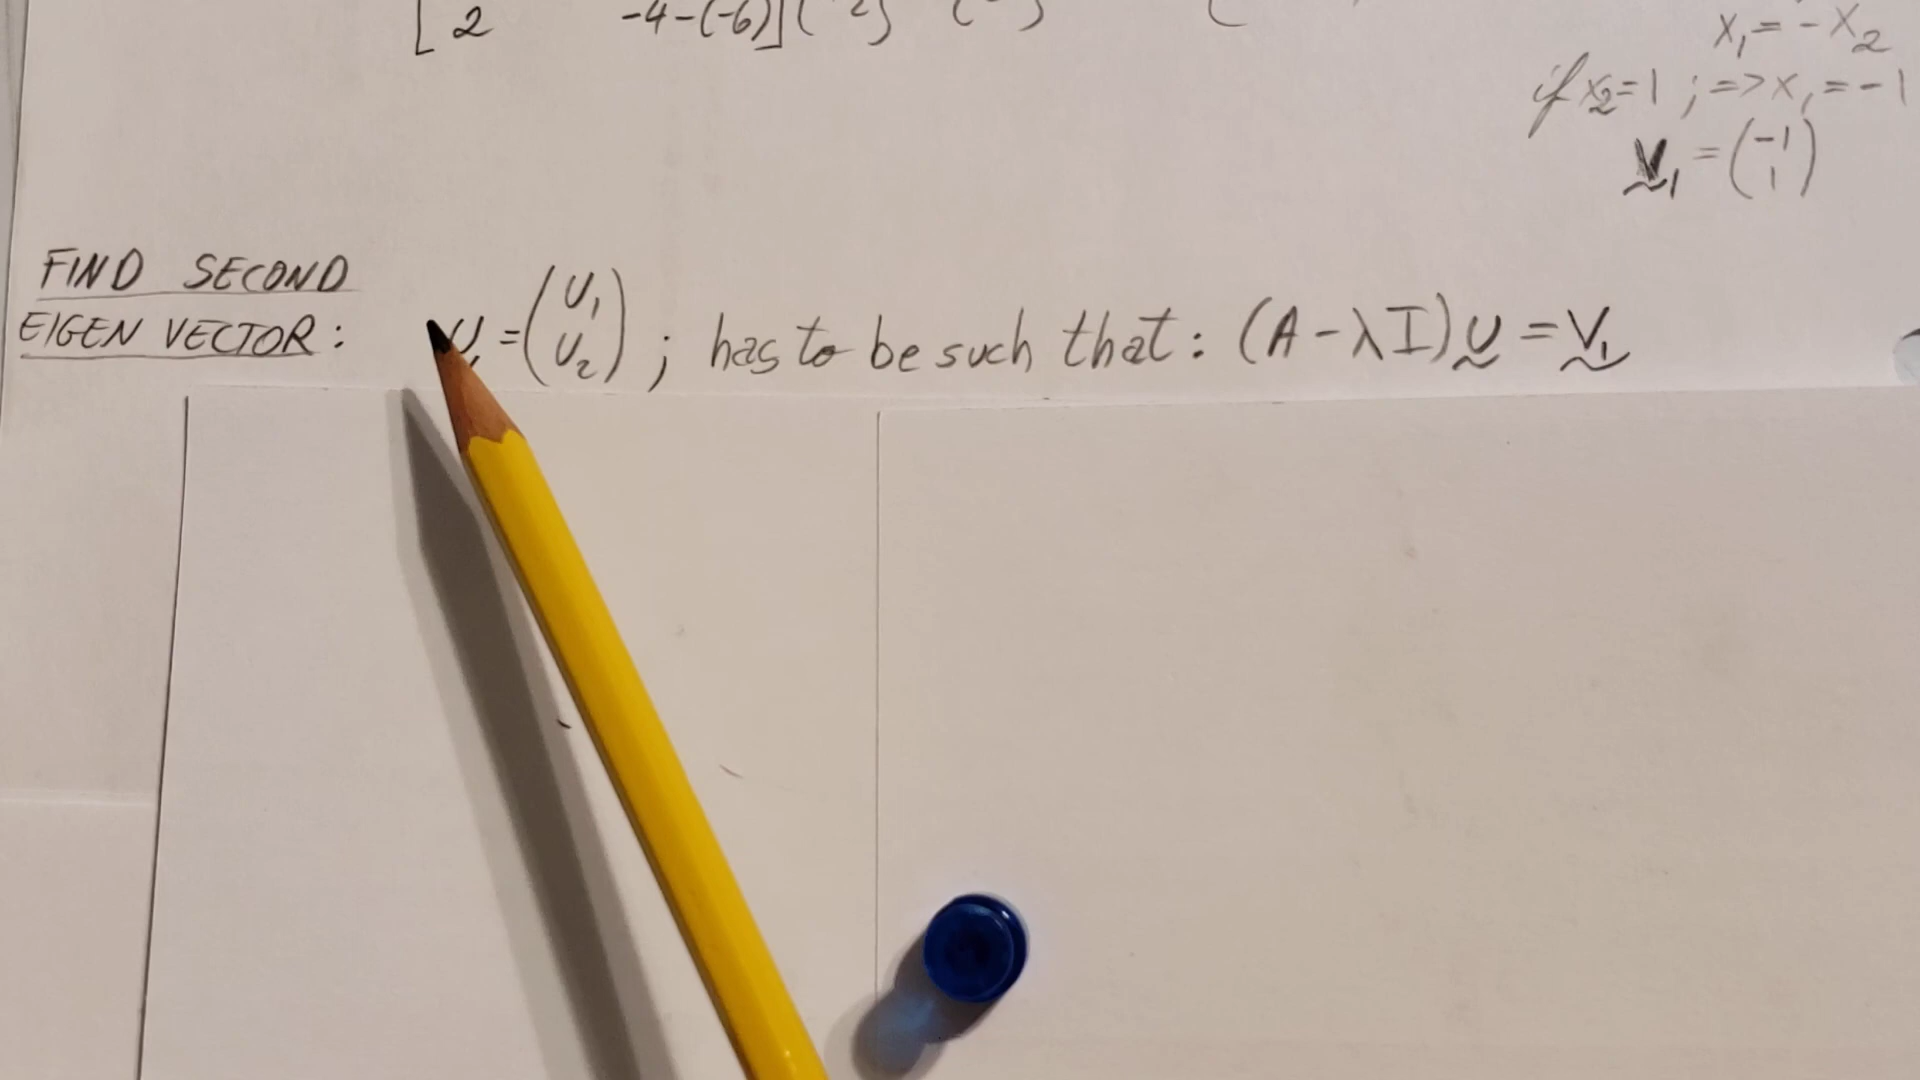 [2 -4-(-6)]
x₁=-x₂
if x₂=1 ;=>x₁=-1
V₁=(-1 1)
FIND SECOND
EIGEN VECTOR: U=(U₁ U₂) ; has to be such that: (A-λI)U=V₁